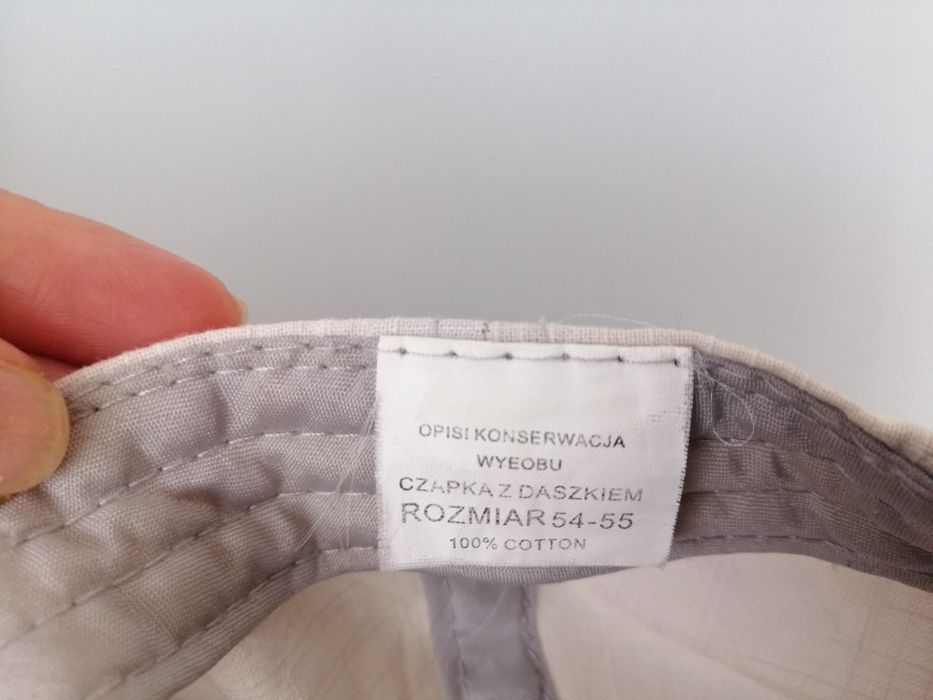 OPISI KONSERWACJA
WYEOBU
CZAPKA Z DASZKIEM
ROZMIAR 54-55
100% COTTON